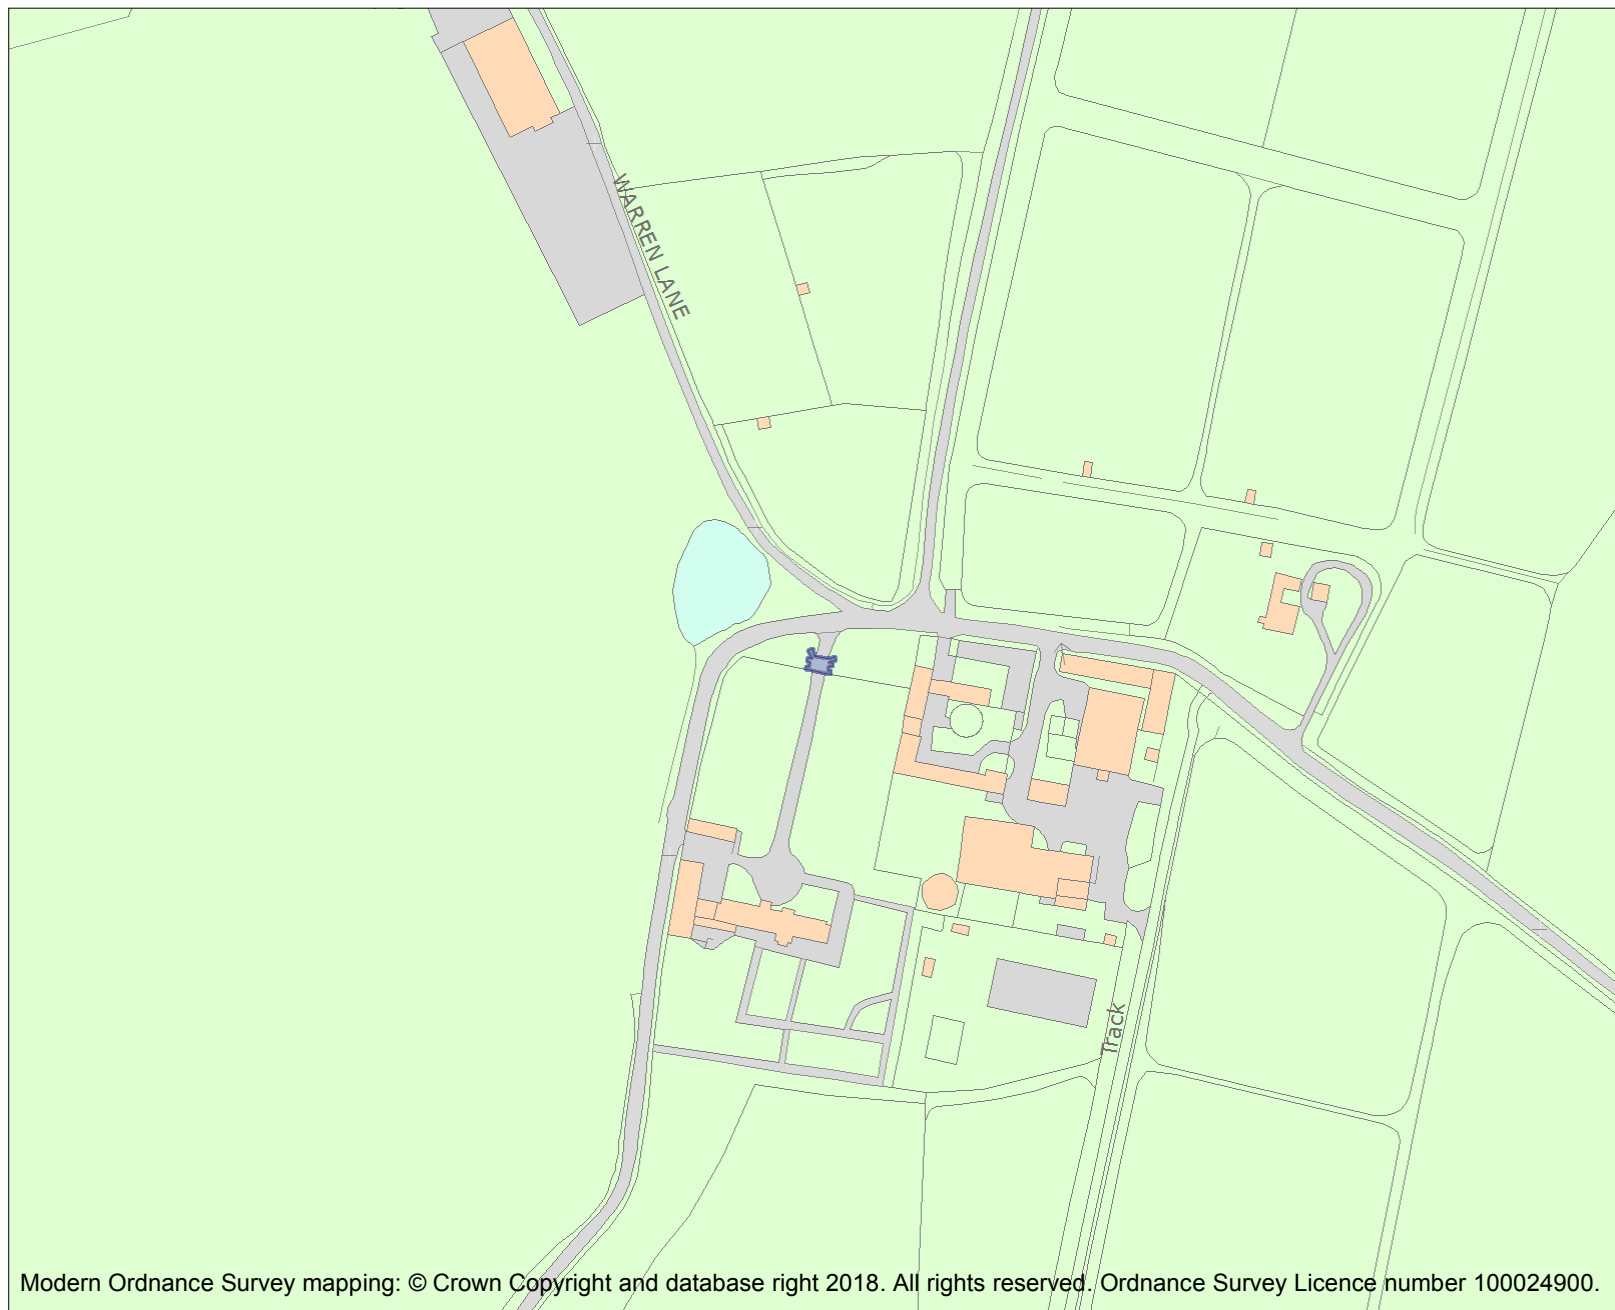 WARREN LANE
Track
Modern Ordnance Survey mapping: © Crown Copyright and database right 2018. All rights reserved. Ordnance Survey Licence number 100024900.